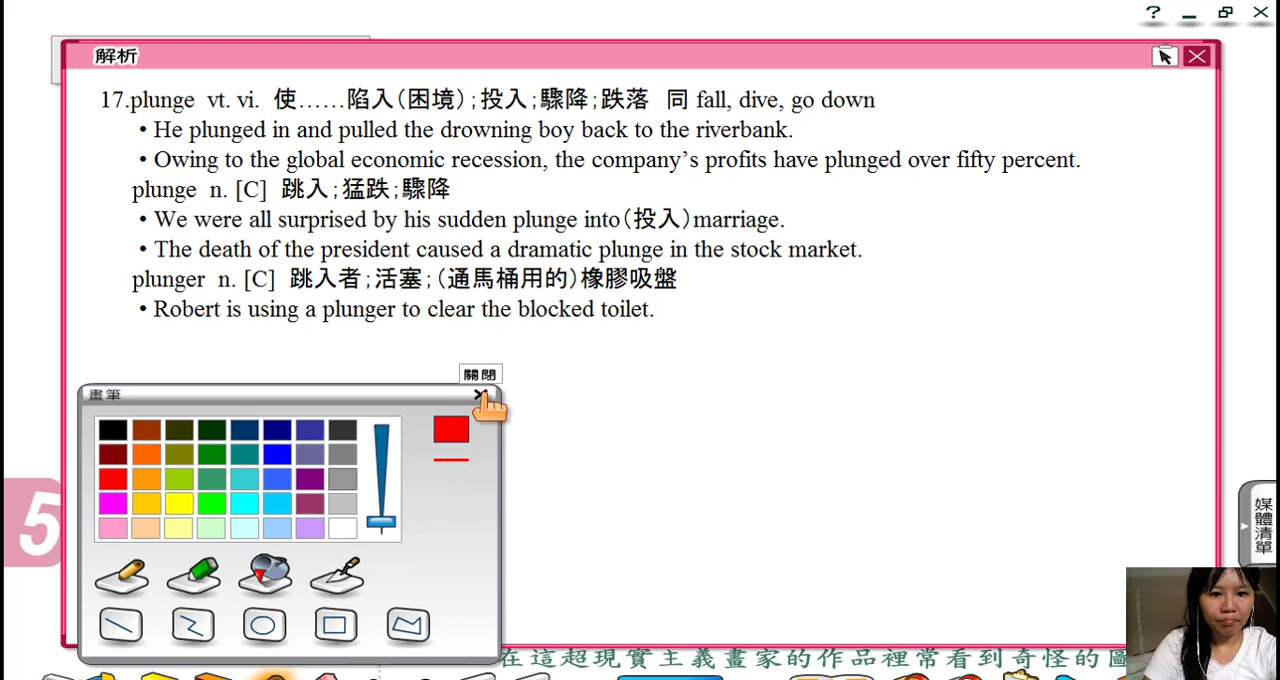 解析
17.plunge vt. vi. 使……陷入(困境);投入;驟降;跌落 同 fall, dive, go down
• He plunged in and pulled the drowning boy back to the riverbank.
• Owing to the global economic recession, the company's profits have plunged over fifty percent.
plunge n. [C] 跳入;猛跌;驟降
• We were all surprised by his sudden plunge into(投入)marriage.
• The death of the president caused a dramatic plunge in the stock market.
plunger n. [C] 跳入者;活塞;(通馬桶用的)橡膠吸盤
• Robert is using a plunger to clear the blocked toilet.
關閉
畫筆
5
媒體清單
在這超現實主義畫家的作品裡常看到奇怪的圖